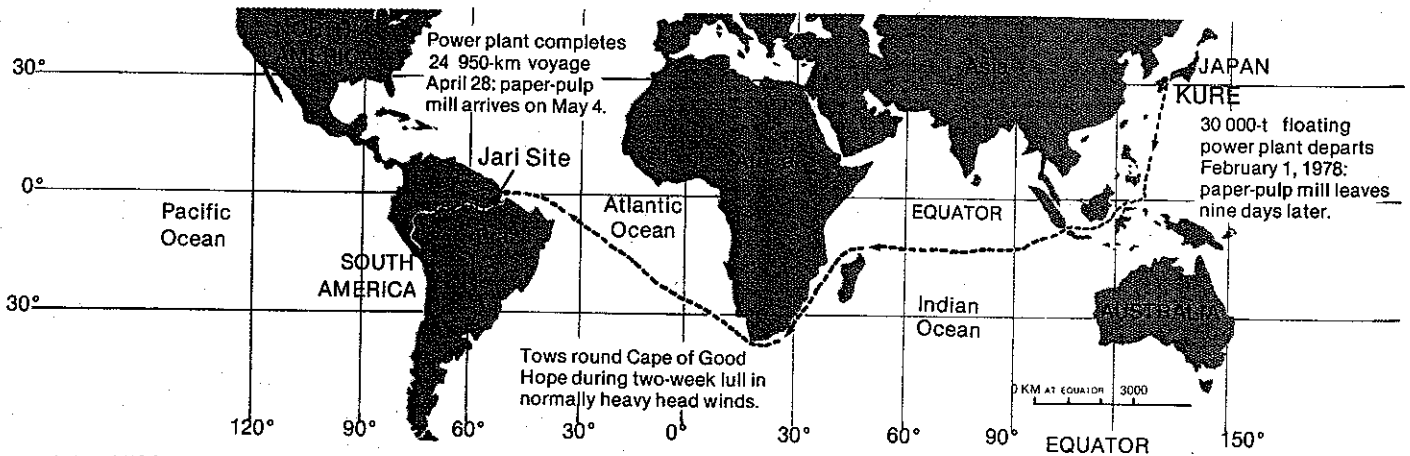 Power plant completes
24 950-km voyage
April 28; paper-pulp
mill arrives on May 4.
30°
JAPAN
KURE
30 000-t floating
power plant departs
February 1, 1978;
paper-pulp mill leaves
nine days later.
Jari Site
0°
Pacific
Ocean
Atlantic
Ocean
EQUATOR
SOUTH
AMERICA
30°
Indian
Ocean
AUSTRALIA
Tows round Cape of Good
Hope during two-week lull in
normally heavy head winds.
0 KM AT EQUATOR 3000
120° 90° 60° 30° 0° 30° 60° 90° EQUATOR 150°